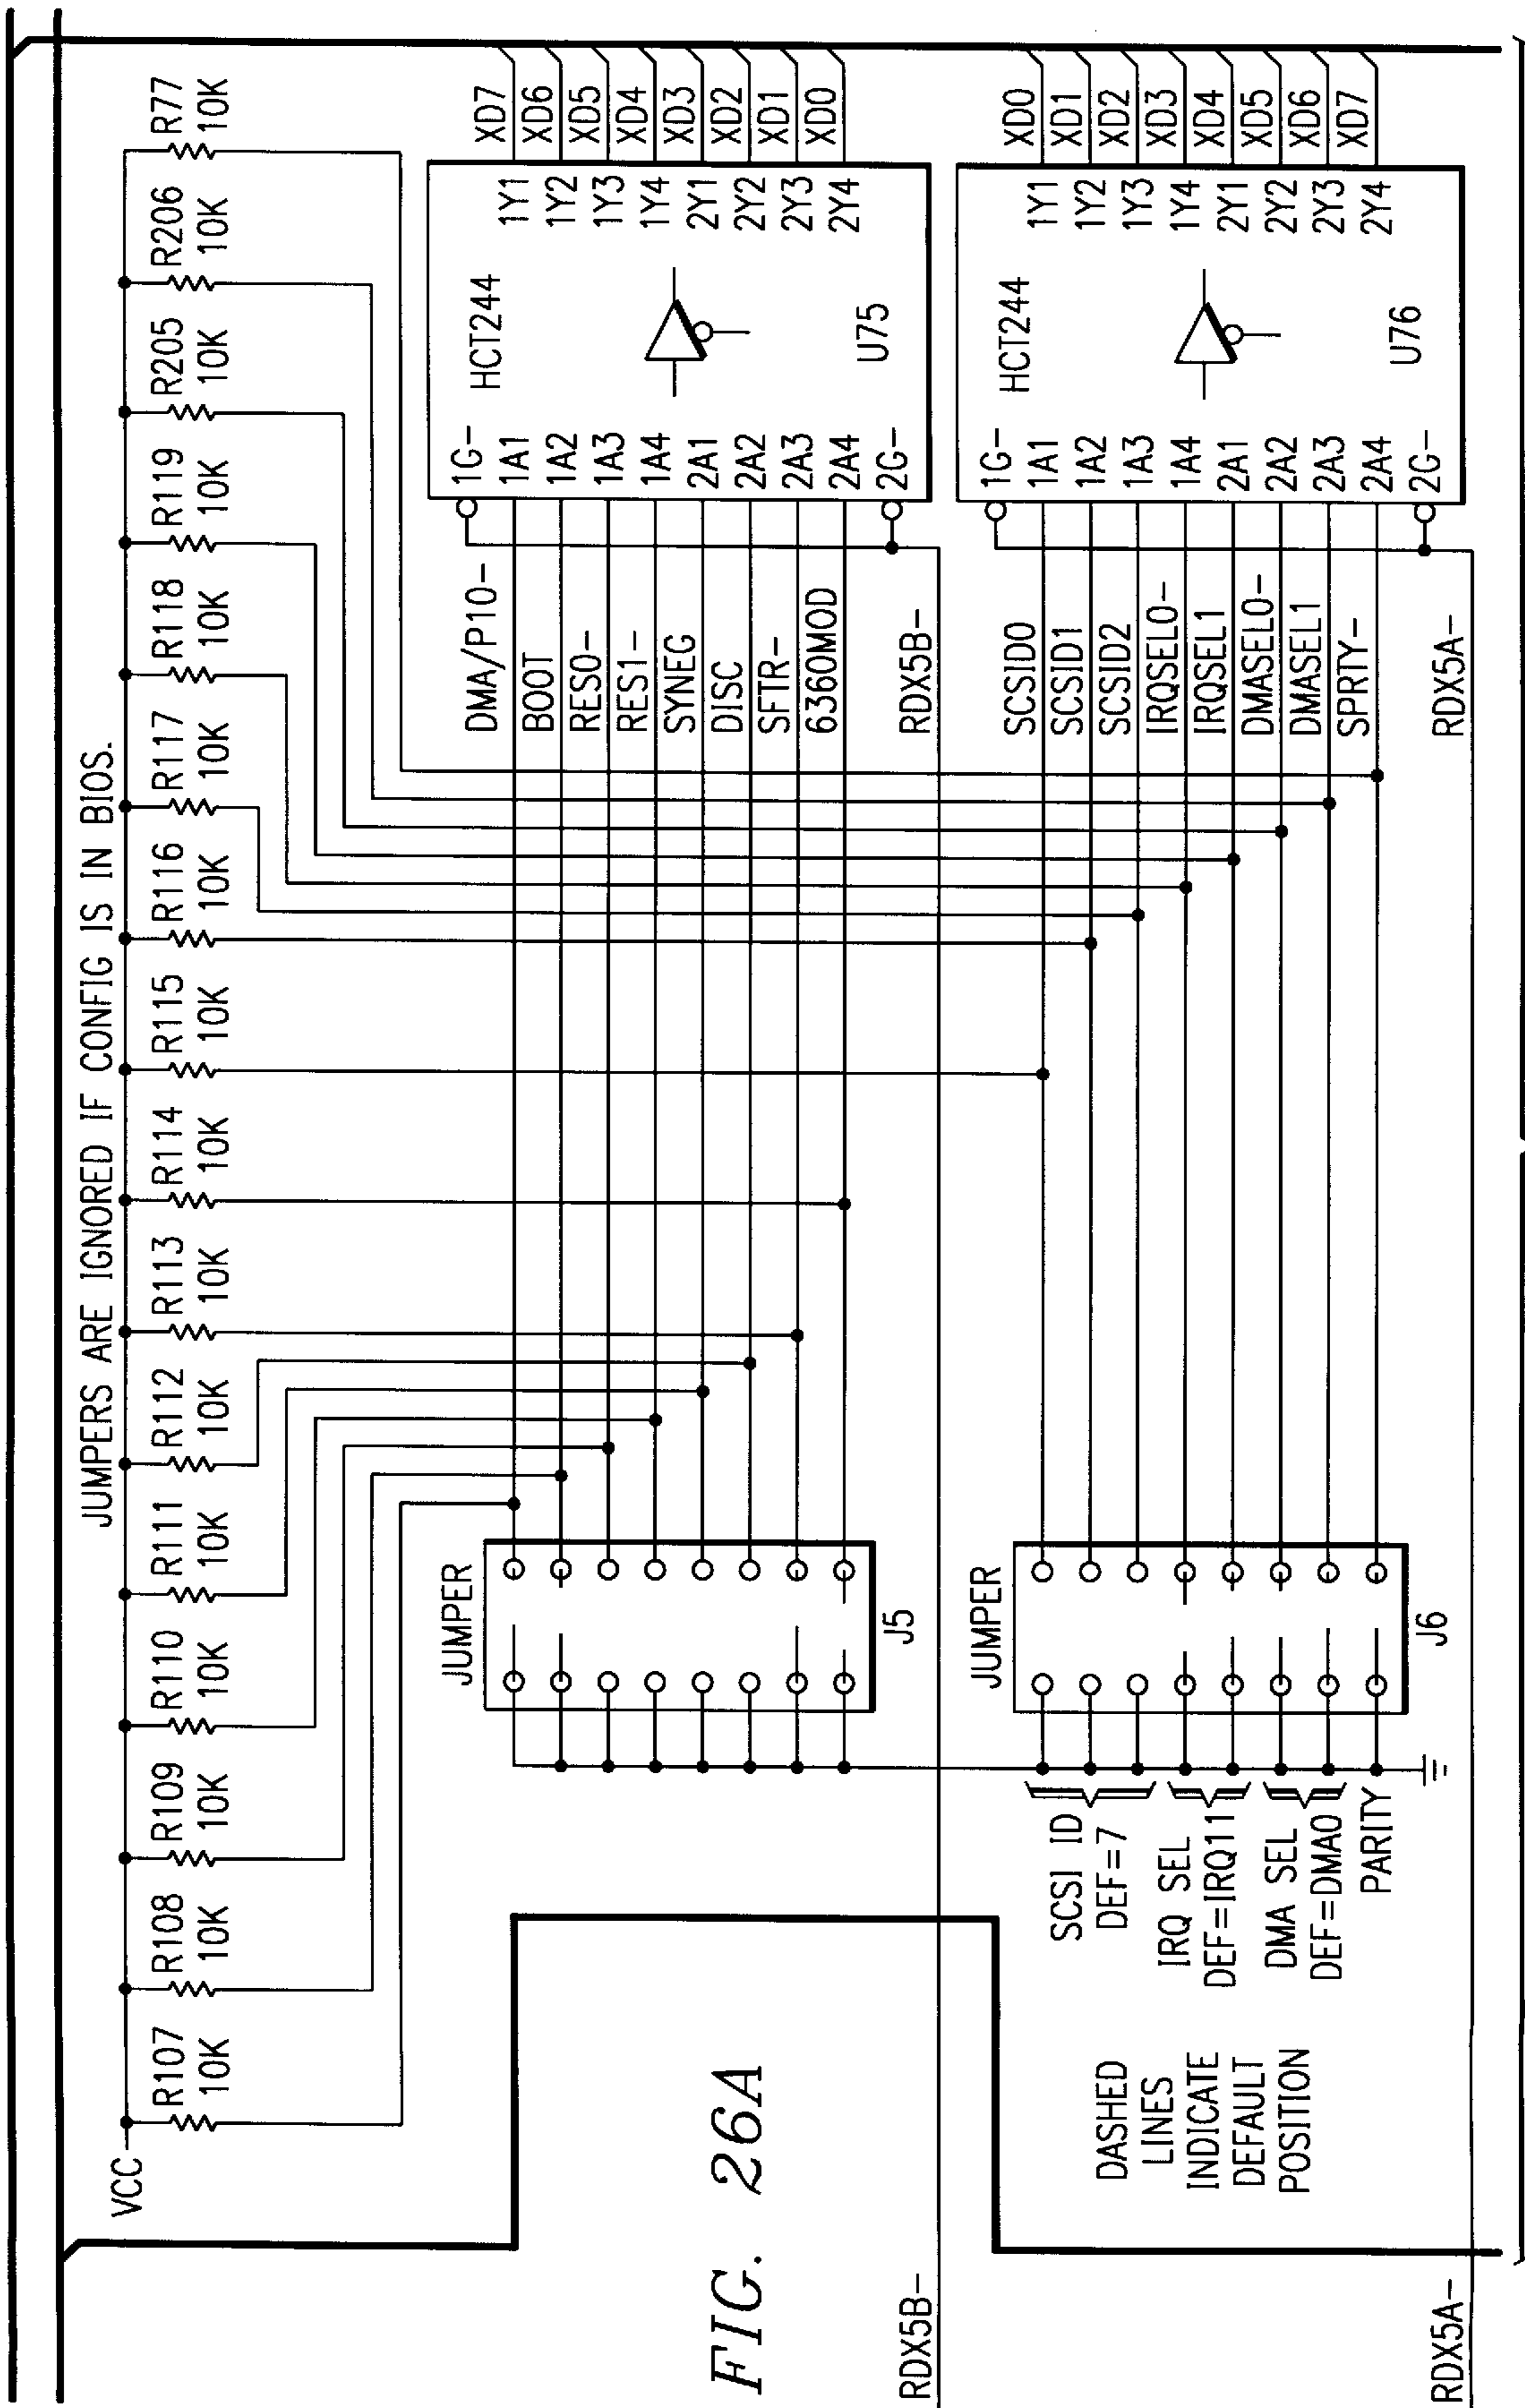 JUMPERS ARE IGNORED IF CONFIG IS IN BIOS.
VCC
R107
10K
R108
10K
R109
10K
R110
10K
R111
10K
R112
10K
R113
10K
R114
10K
R115
10K
R116
10K
R117
10K
R118
10K
R119
10K
R205
10K
R206
10K
R77
10K
JUMPER
J5
DMA/P10-
BOOT
RES0-
RES1-
SYNEG
DISC
SFTR-
6360MOD
RDX5B-
1G-
1A1
1A2
1A3
1A4
2A1
2A2
2A3
2A4
2G-
HCT244
U75
1Y1
1Y2
1Y3
1Y4
2Y1
2Y2
2Y3
2Y4
XD7
XD6
XD5
XD4
XD3
XD2
XD1
XD0
FIG. 26A
RDX5B-
JUMPER
J6
SCSI ID
DEF=7
IRQ SEL
DEF=IRQ11
DMA SEL
DEF=DMA0
PARITY
DASHED
LINES
INDICATE
DEFAULT
POSITION
SCSID0
SCSID1
SCSID2
IRQSEL0-
IRQSEL1
DMASEL0-
DMASEL1
SPRTY-
RDX5A-
1G-
1A1
1A2
1A3
1A4
2A1
2A2
2A3
2A4
2G-
HCT244
U76
1Y1
1Y2
1Y3
1Y4
2Y1
2Y2
2Y3
2Y4
XD0
XD1
XD2
XD3
XD4
XD5
XD6
XD7
RDX5A-